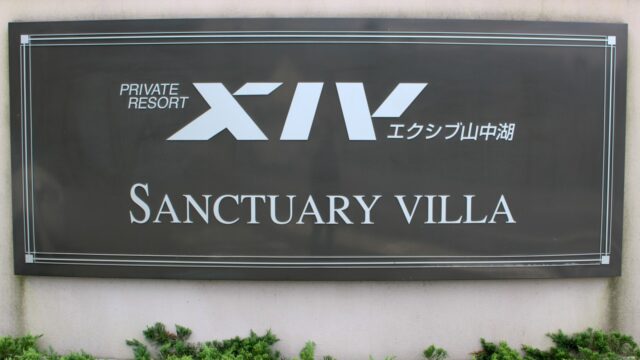 PRIVATE
RESORT
XIV
エクシブ山中湖
SANCTUARY VILLA